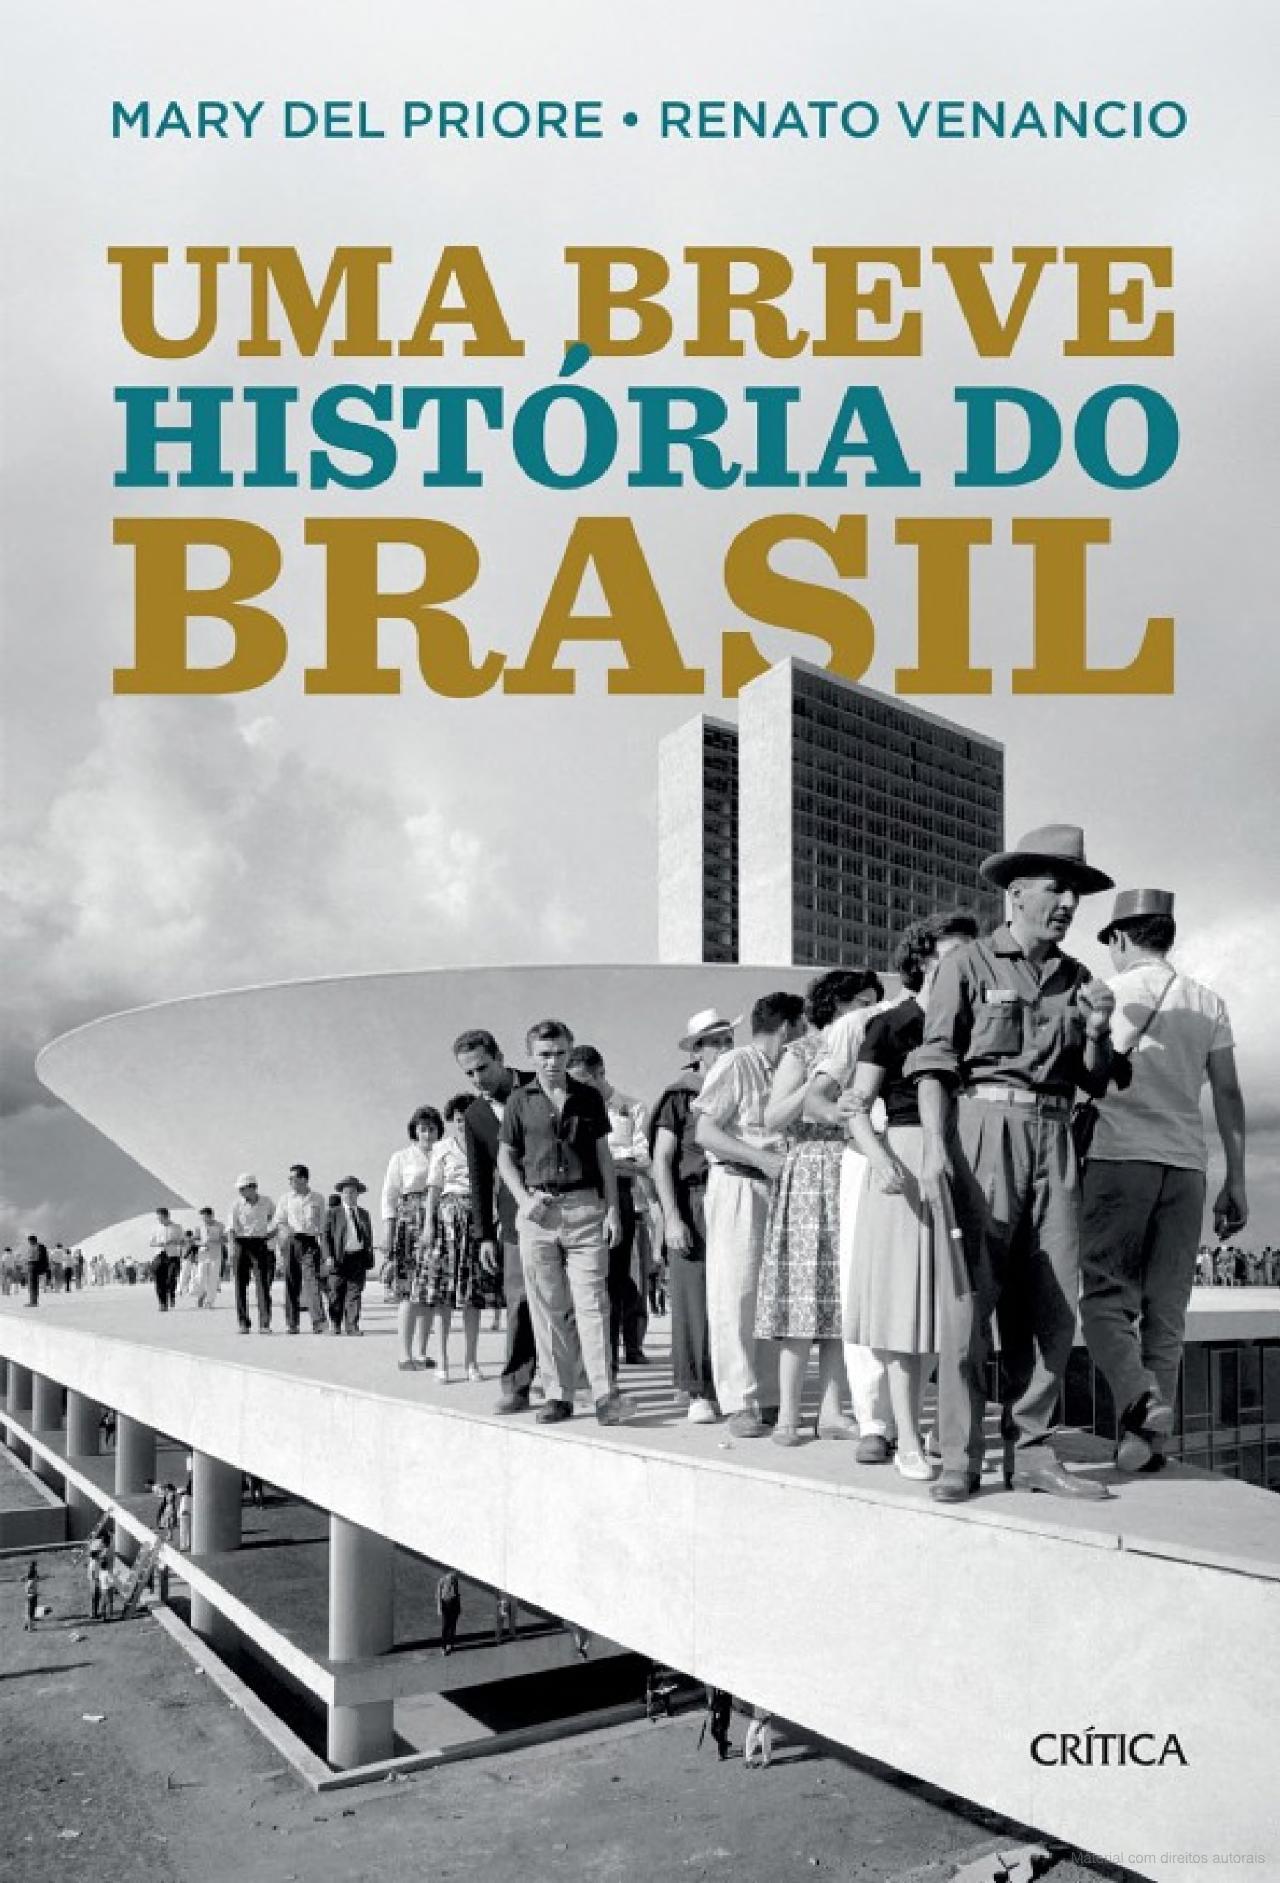 MARY DEL PRIORE • RENATO VENANCIO
UMA BREVE
HISTÓRIA DO
BRASIL
CRÍTICA
Material com direitos autorais